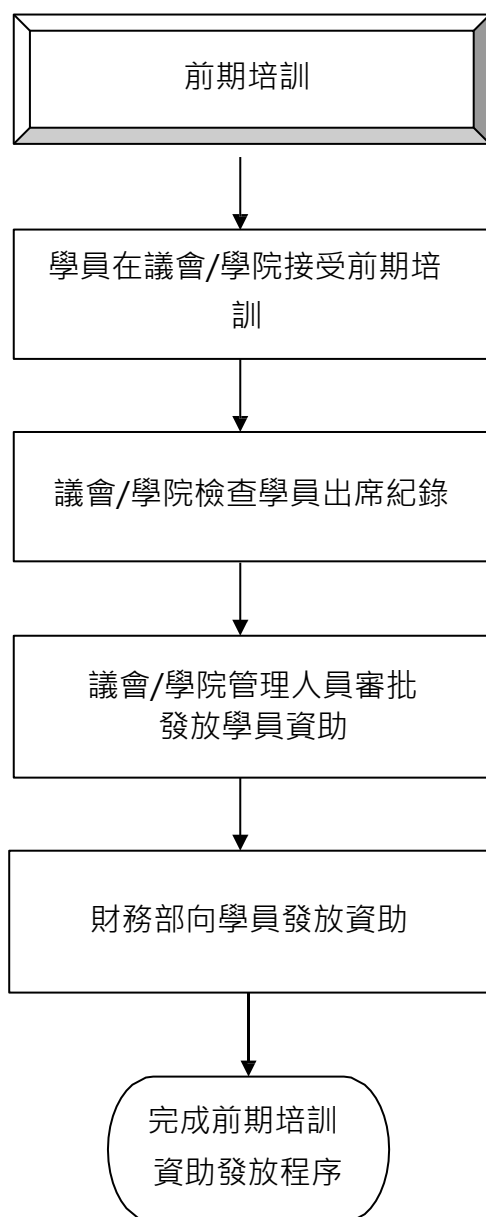 前期培訓
學員在議會/學院接受前期培
訓
議會/學院檢查學員出席紀錄
議會/學院管理人員審批
發放學員資助
財務部向學員發放資助
完成前期培訓
資助發放程序